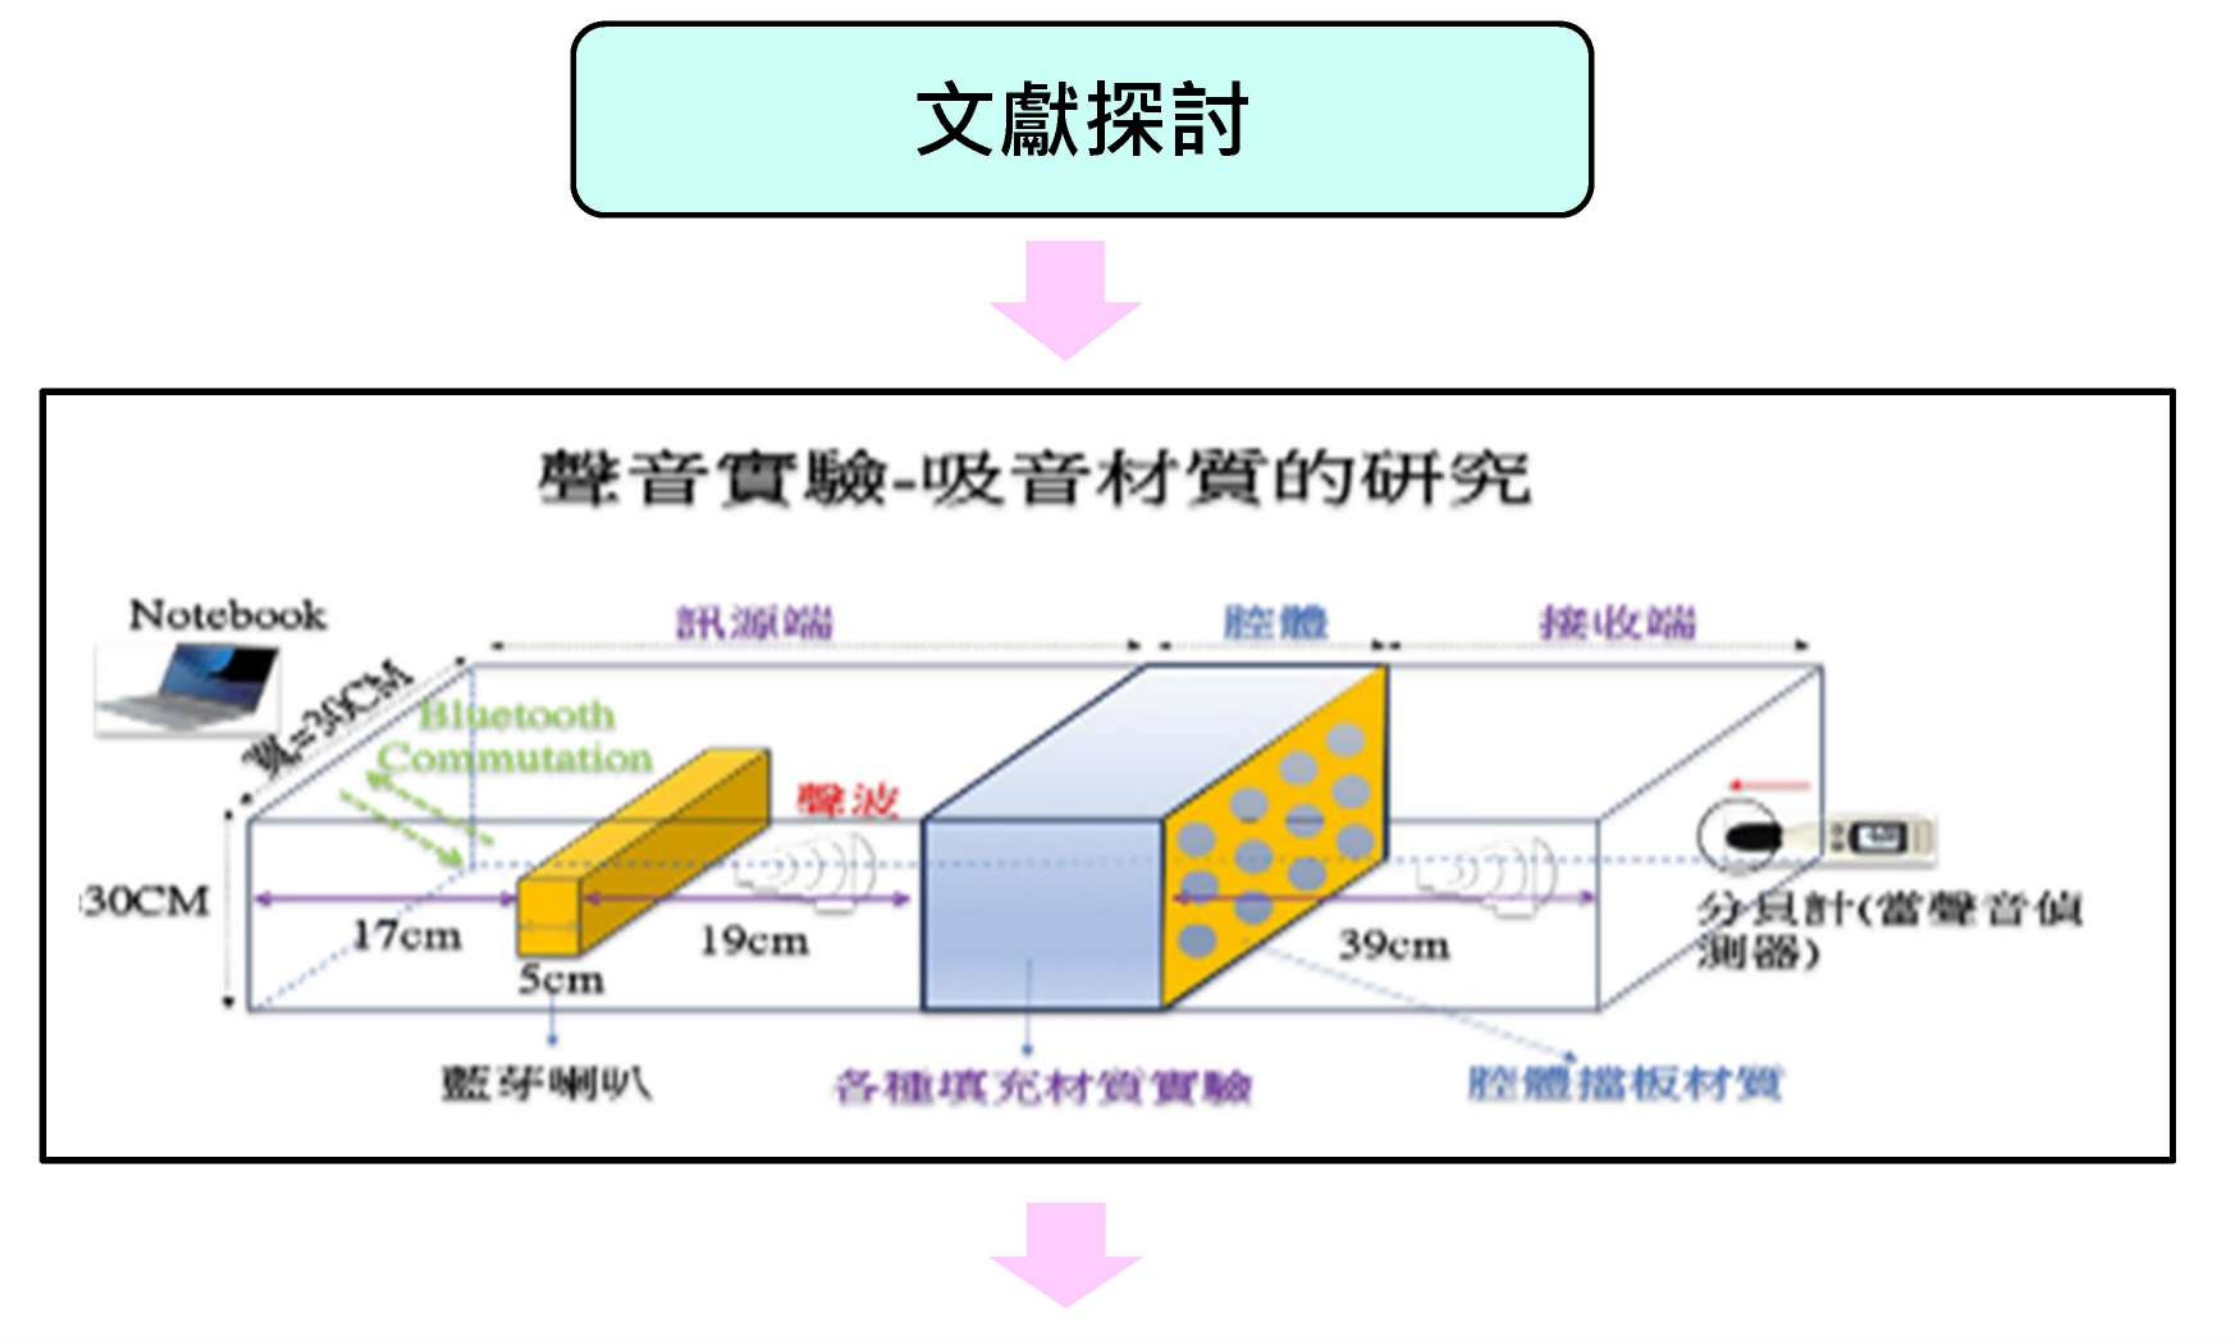 文獻探討
聲音實驗-吸音材質的研究
Notebook
訊源端
腔體
接收端
寬=30CM
Bluetooth
Commutation
聲波
30CM
17cm
5cm
19cm
39cm
分貝計(當聲音偵
測器)
藍芽喇叭
各種填充材質實驗
腔體擋板材質